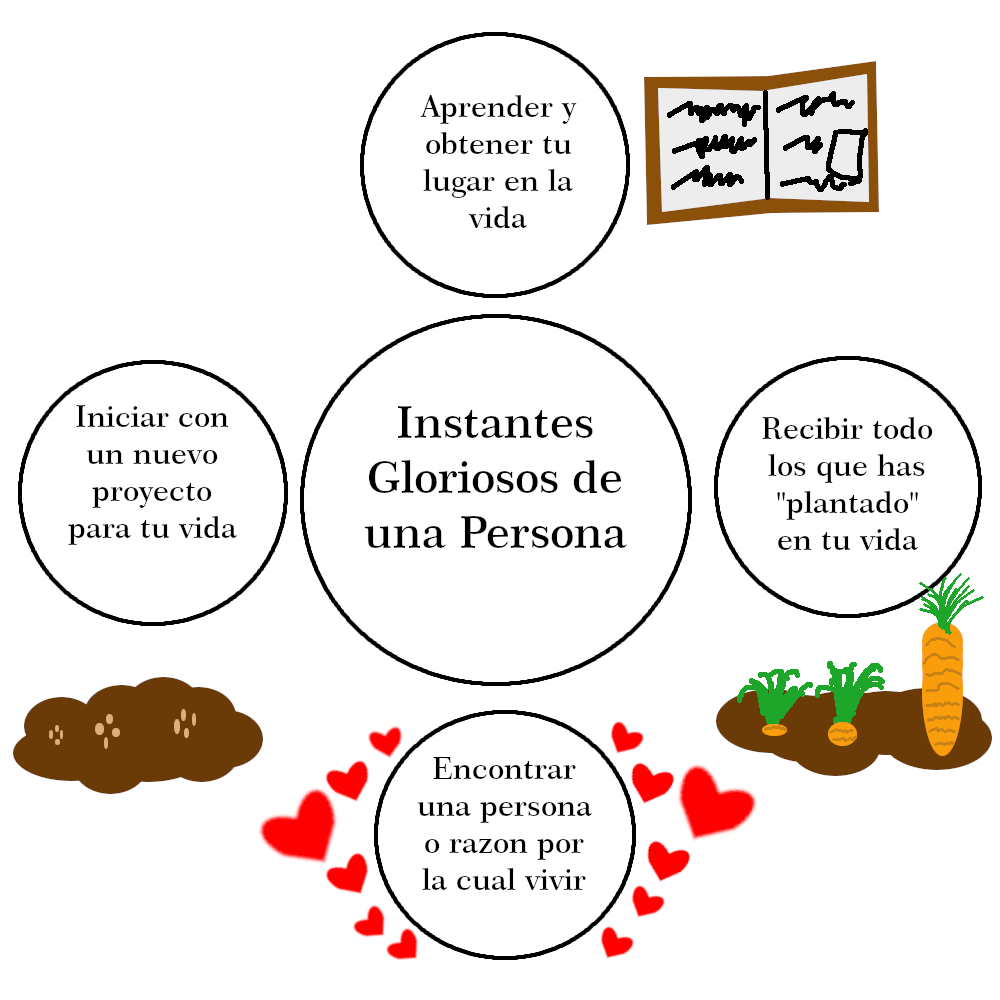 Aprender y
obtener tu
lugar en la
vida
Iniciar con
un nuevo
proyecto
para tu vida
Instantes
Gloriosos de
una Persona
Recibir todo
los que has
"plantado"
en tu vida
Encontrar
una persona
o razon por
la cual vivir